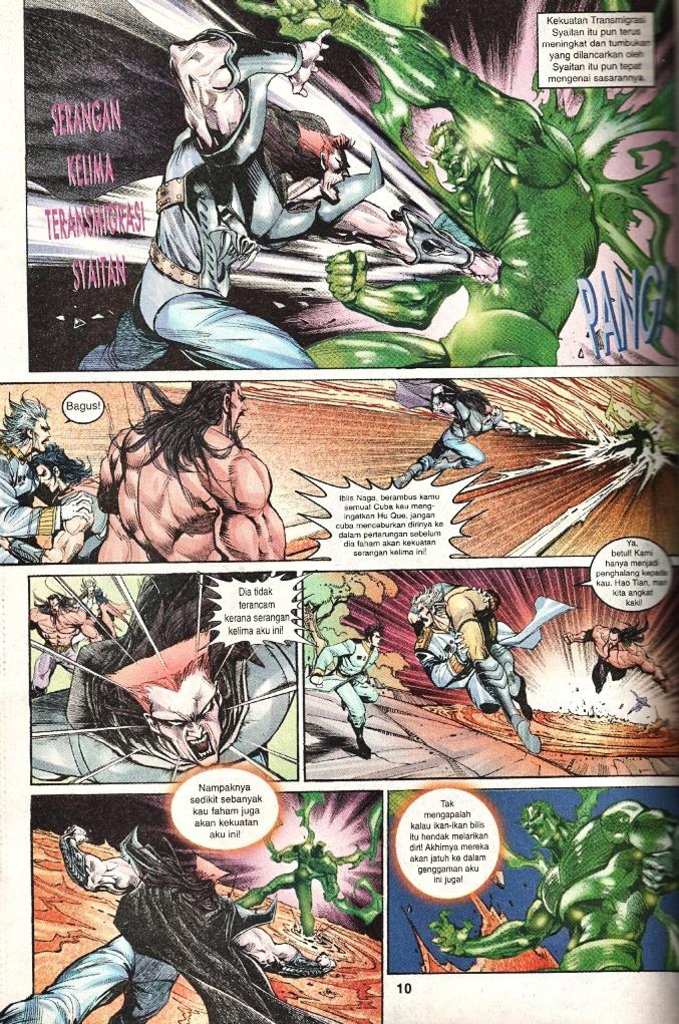 Kekuatan Transmigrasi
Syaitan itu pun terus
meningkat dan tumbukan
yang dilancarkan oleh
Syaitan itu pun tepat
mengenai sasarannya.
SERANGAN
KELIMA
TERANSMIGRASI
SYAITAN
PANG
Bagus!
Iblis Naga, berambus kamu
semua! Cuba kau meng-
ingatkan Hu Que, jangan
cuba menceburkan dirinya ke
dalam pertarungan sebelum
dia faham akan kekuatan
serangan kelima ini!
Ya,
betul! Kami
hanya menjadi
penghalang kepada
kau. Hao Tian, mari
kita angkat
kaki!
Dia tidak
terancam
kerana serangan
kelima aku ini!
Nampaknya
sedikit sebanyak
kau faham juga
akan kekuatan
aku ini!
Tak
mengapalah
kalau ikan-ikan bilis
itu hendak melarikan
diri! Akhirnya mereka
akan jatuh ke dalam
genggaman aku
ini juga!
10